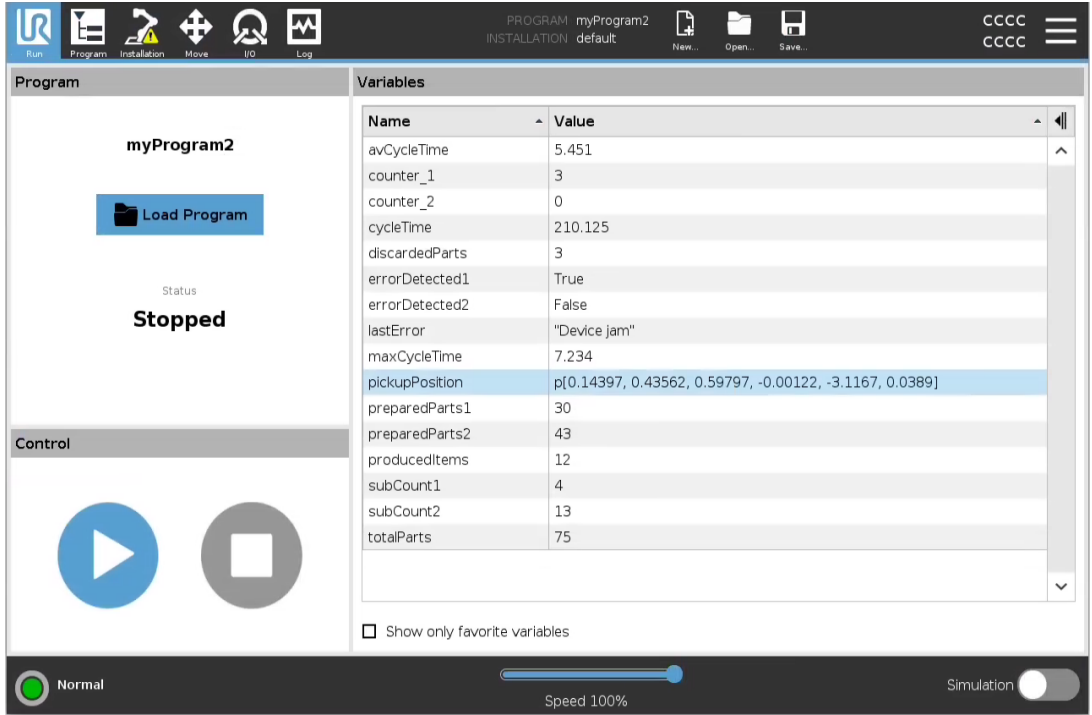 UR
Run
Program
Installation
Move
I/O
Log
PROGRAM myProgram2
INSTALLATION default
New...
Open...
Save...
CCCC
CCCC
Program
myProgram2
Load Program
Status
Stopped
Control
Variables
Name Value
avCycleTime 5.451
counter_1 3
counter_2 0
cycleTime 210.125
discardedParts 3
errorDetected1 True
errorDetected2 False
lastError "Device jam"
maxCycleTime 7.234
pickupPosition p[0.14397, 0.43562, 0.59797, -0.00122, -3.1167, 0.0389]
preparedParts1 30
preparedParts2 43
producedItems 12
subCount1 4
subCount2 13
totalParts 75
Show only favorite variables
Normal
Speed 100%
Simulation